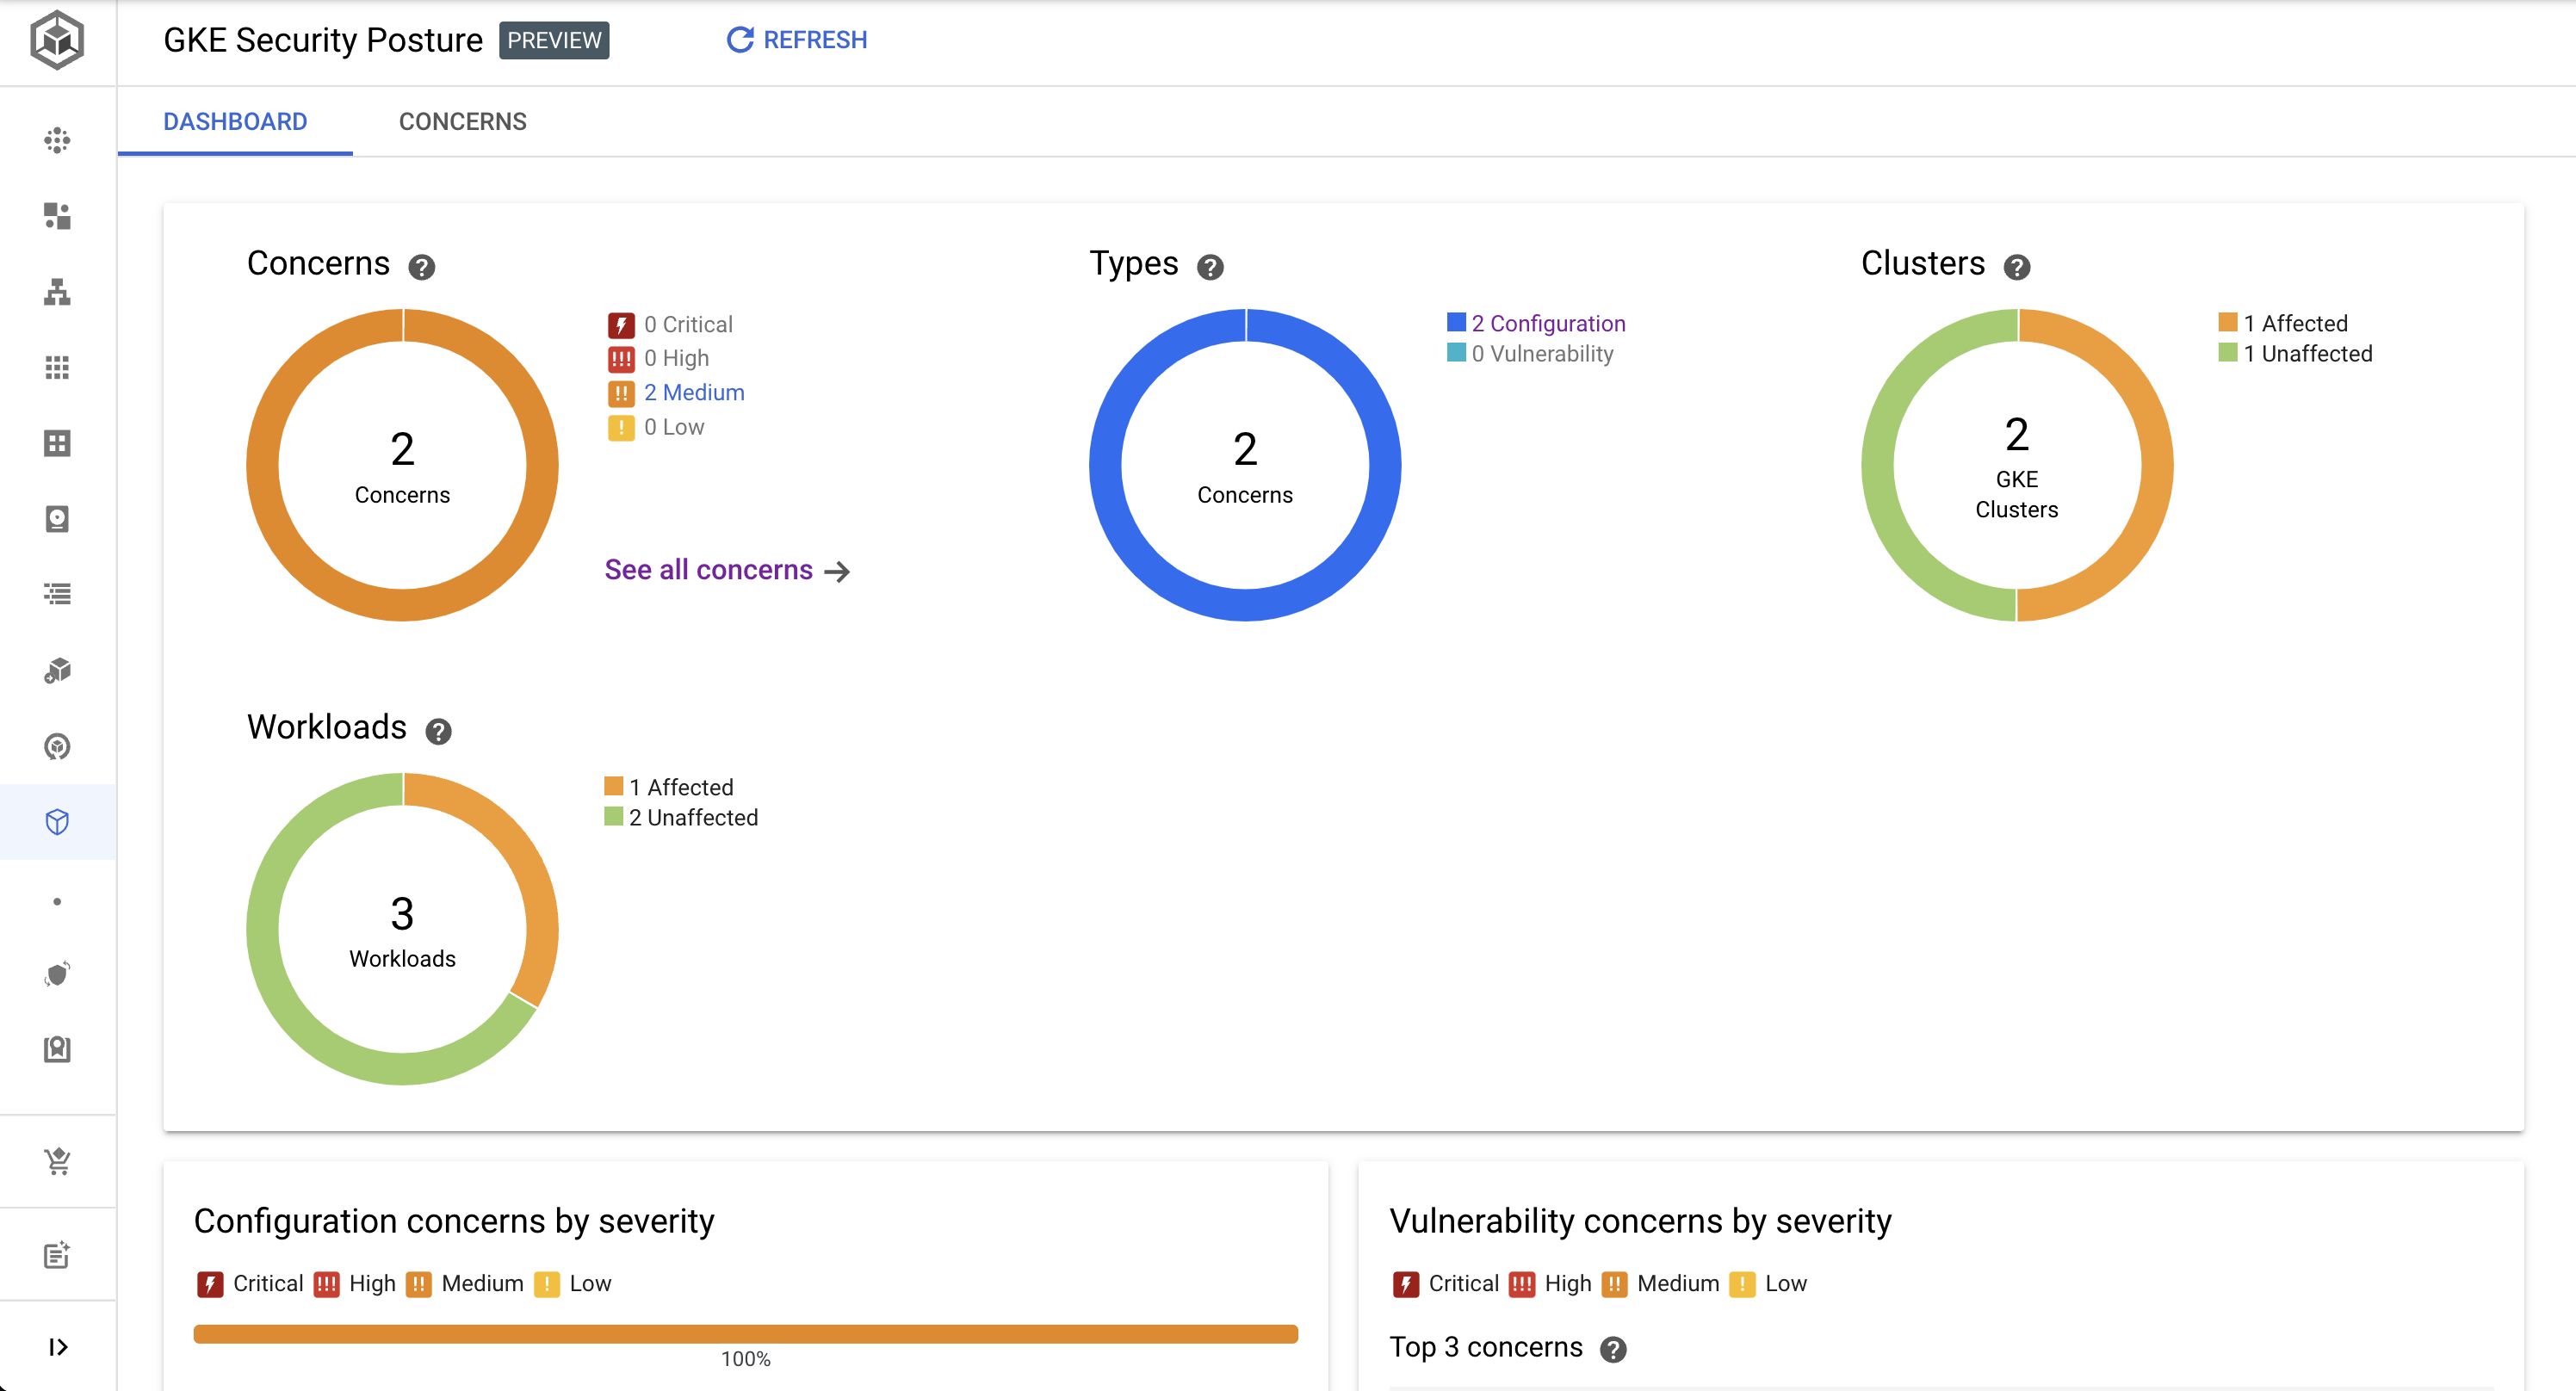 GKE Security Posture PREVIEW REFRESH
DASHBOARD CONCERNS
Concerns
0 Critical
0 High
2 Medium
0 Low
2
Concerns
See all concerns
Types
2 Configuration
0 Vulnerability
2
Concerns
Clusters
1 Affected
1 Unaffected
2
GKE
Clusters
Workloads
1 Affected
2 Unaffected
3
Workloads
Configuration concerns by severity
Critical High Medium Low
100%
Vulnerability concerns by severity
Critical High Medium Low
Top 3 concerns